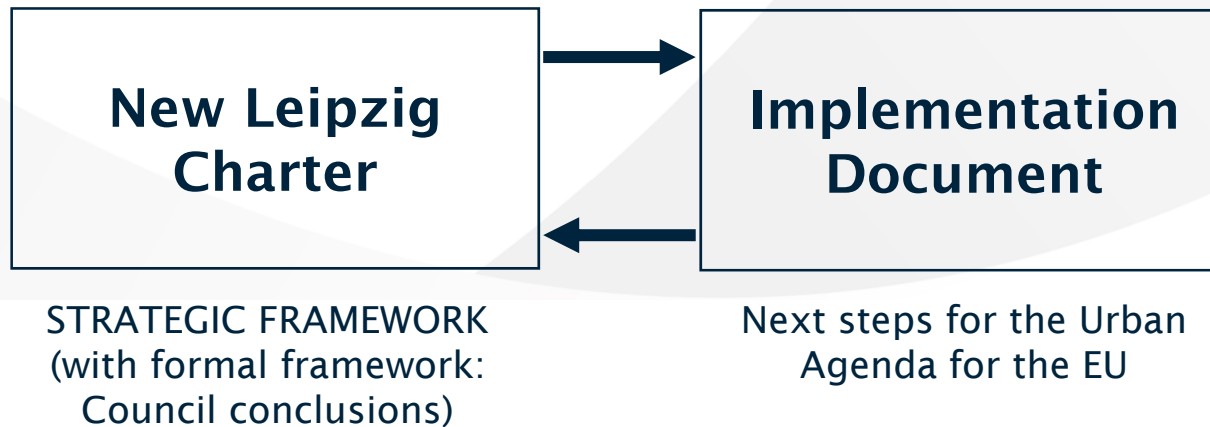 New Leipzig
Charter
Implementation
Document
STRATEGIC FRAMEWORK
(with formal framework:
Council conclusions)
Next steps for the Urban
Agenda for the EU